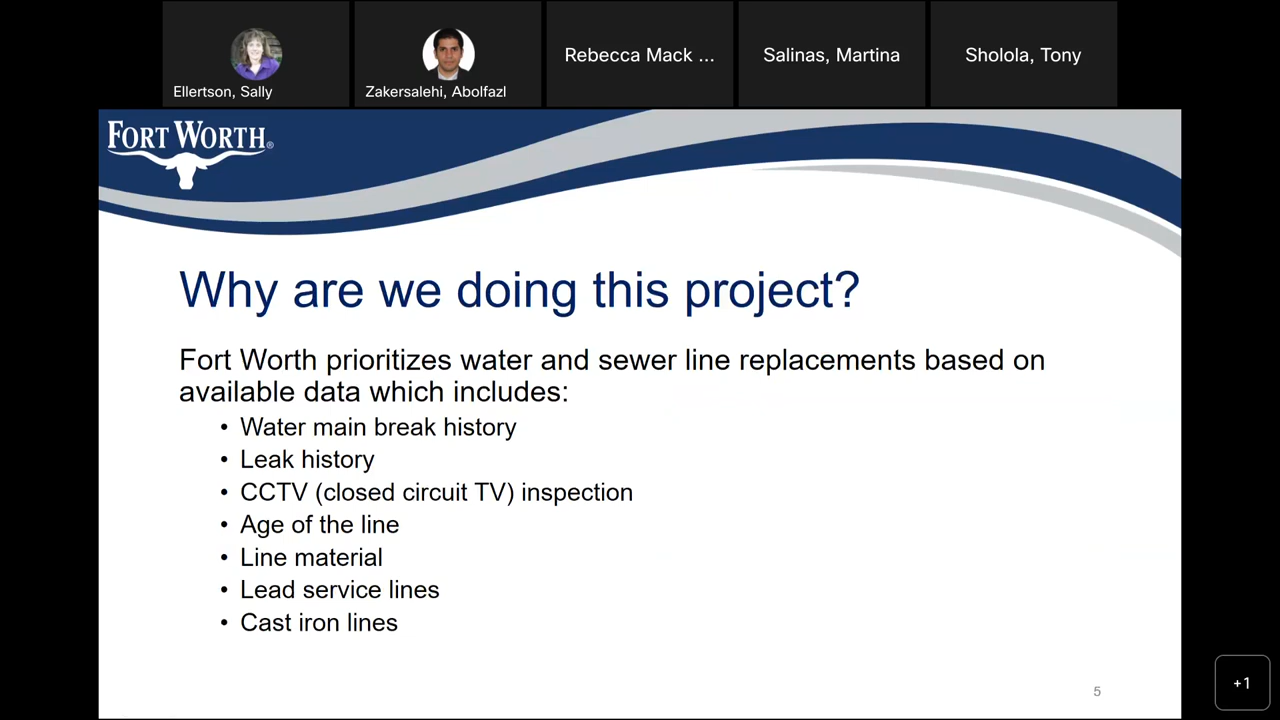 Ellertson, Sally
Zakersalehi, Abolfazl
Rebecca Mack ...
Salinas, Martina
Sholola, Tony
FORT WORTH®
Why are we doing this project?
Fort Worth prioritizes water and sewer line replacements based on
available data which includes:
• Water main break history
• Leak history
• CCTV (closed circuit TV) inspection
• Age of the line
• Line material
• Lead service lines
• Cast iron lines
5
+1